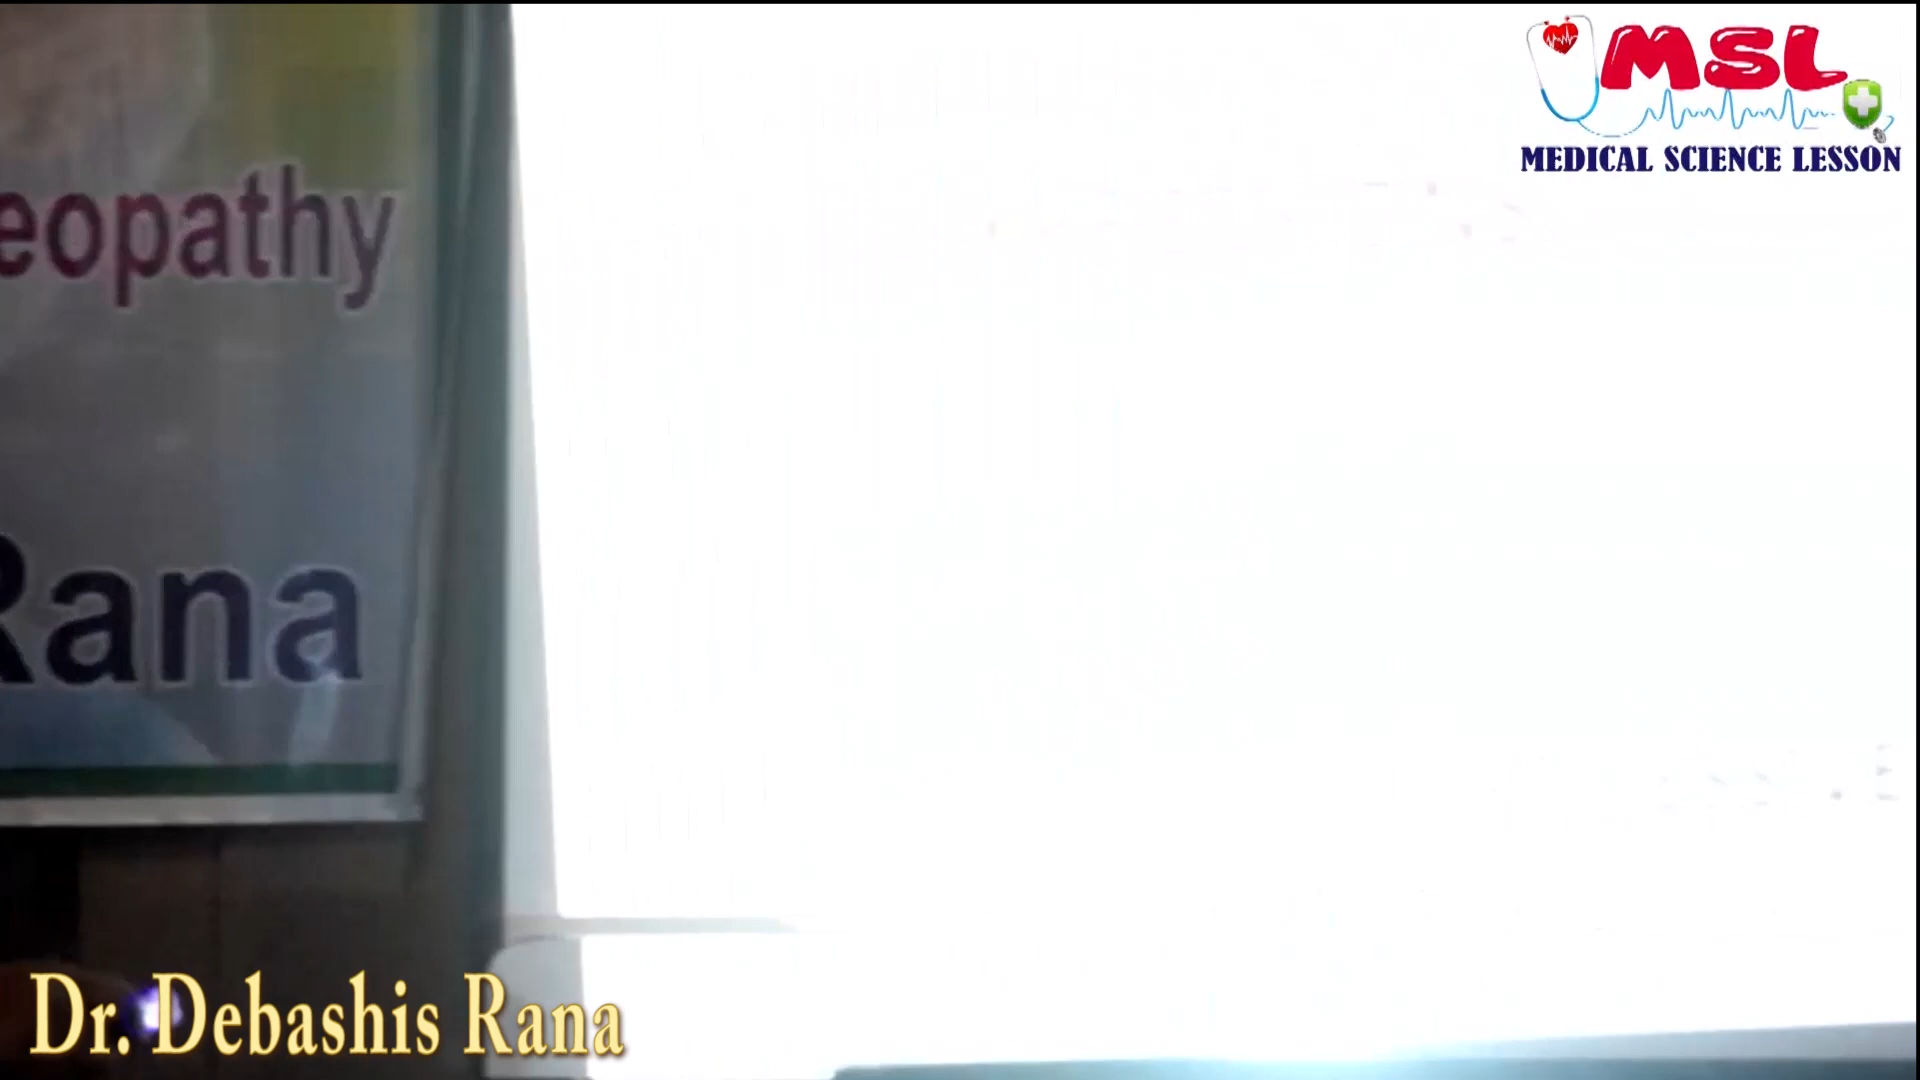 eopathy
Rana
MSL
MEDICAL SCIENCE LESSON
Dr. Debashis Rana